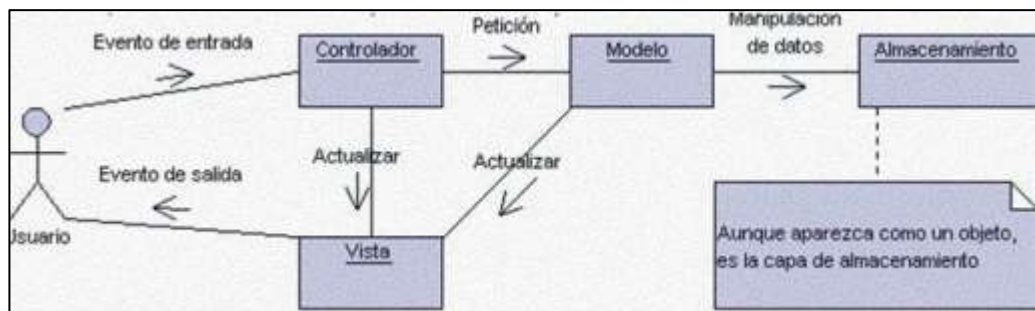 Evento de entrada
Controlador
Petición
Modelo
Manipulación
de datos
Almacenamiento
Actualizar
Actualizar
Evento de salida
Usuario
Vista
Aunque aparezca como un objeto,
es la capa de almacenamiento